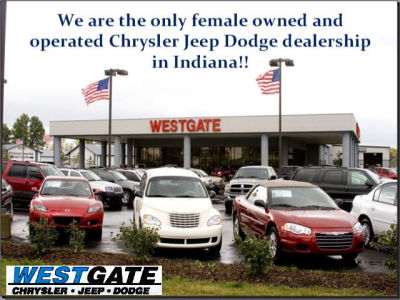 We are the only female owned and
operated Chrysler Jeep Dodge dealership
in Indiana!!
WESTGATE
WESTGATE
CHRYSLER • JEEP • DODGE